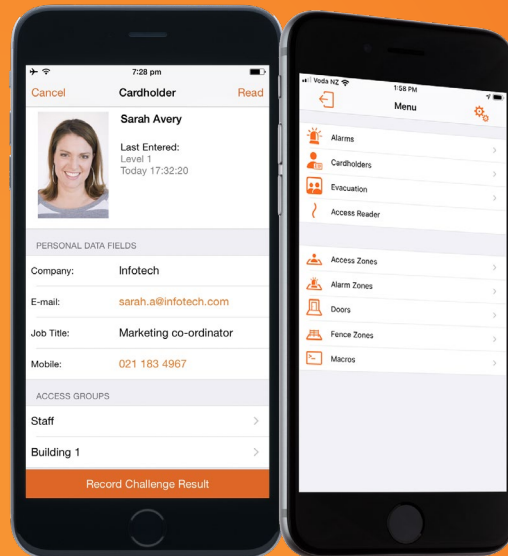 7:28 pm
Cancel
Cardholder
Read
Sarah Avery
Last Entered:
Level 1
Today 17:32:20
PERSONAL DATA FIELDS
Company: Infotech
E-mail: sarah.a@infotech.com
Job Title: Marketing co-ordinator
Mobile: 021 183 4967
ACCESS GROUPS
Staff
Building 1
Record Challenge Result
Voda NZ
1:58 PM
Menu
Alarms
Cardholders
Evacuation
Access Reader
Access Zones
Alarm Zones
Doors
Fence Zones
Macros